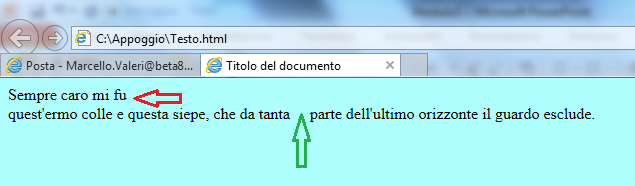 C:\Appoggio\Testo.html
Posta - Marcello.Valeri@beta8...
Titolo del documento
Sempre caro mi fu
quest'ermo colle e questa siepe, che da tanta    parte dell'ultimo orizzonte il guardo esclude.